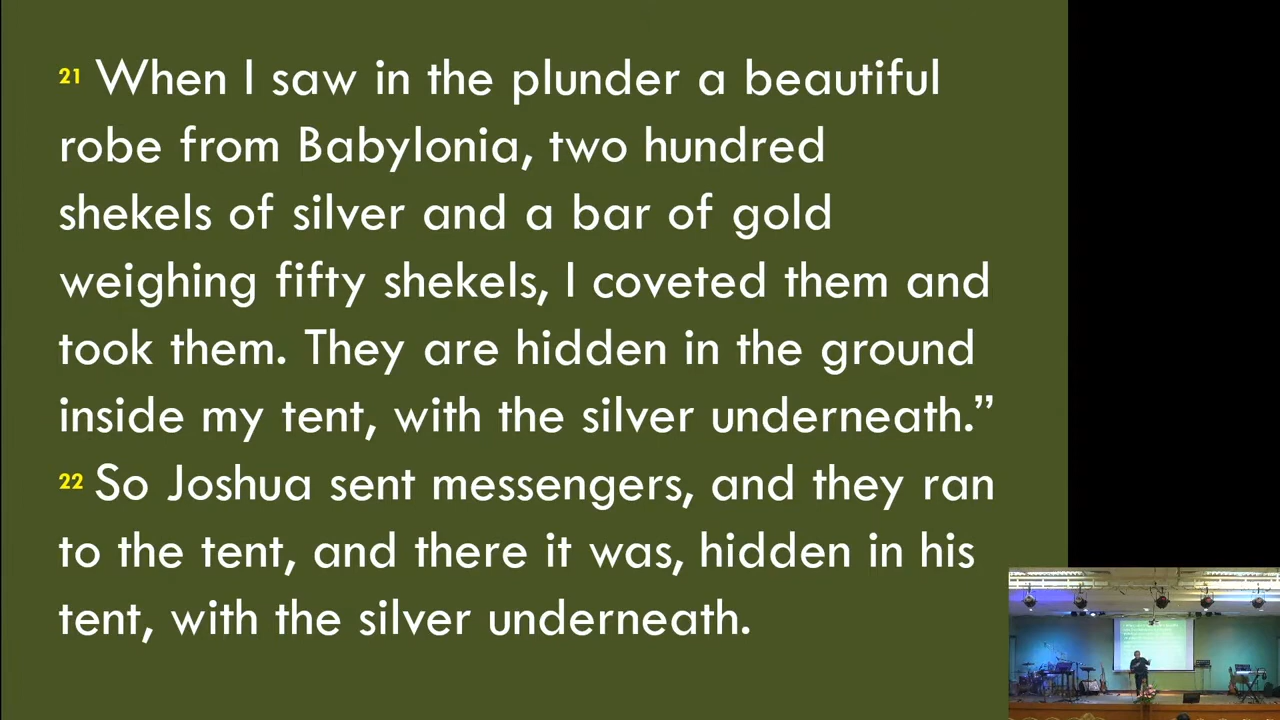 21 When I saw in the plunder a beautiful
robe from Babylonia, two hundred
shekels of silver and a bar of gold
weighing fifty shekels, I coveted them and
took them. They are hidden in the ground
inside my tent, with the silver underneath.”
22 So Joshua sent messengers, and they ran
to the tent, and there it was, hidden in his
tent, with the silver underneath.